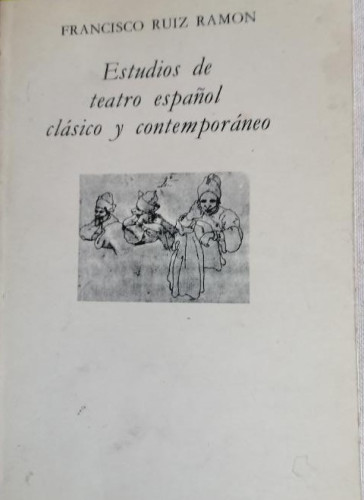 FRANCISCO RUIZ RAMON
Estudios de
teatro español
clásico y contemporáneo